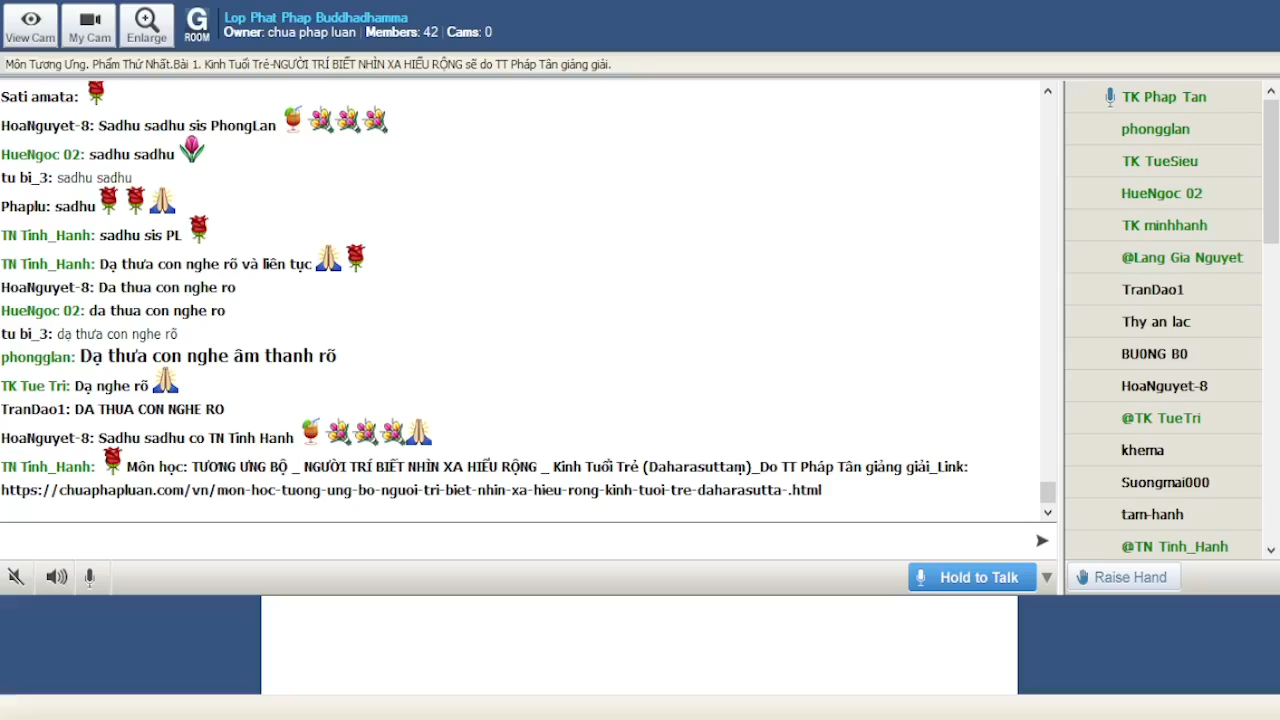 View Cam
My Cam
Enlarge
G
ROOM
Lop Phat Phap Buddhadhamma
Owner: chua phap luan | Members: 42 | Cams: 0
Môn Tương Ưng. Phẩm Thứ Nhất.Bài 1. Kinh Tuổi Trẻ-NGƯỜI TRÍ BIẾT NHÌN XA HIỂU RỘNG sẽ do TT Pháp Tân giảng giải.
Sati amata:
HoaNguyet-8: Sadhu sadhu sis PhongLan
HueNgoc 02: sadhu sadhu
tu bi_3: sadhu sadhu
Phaplu: sadhu
TN Tinh_Hanh: sadhu sis PL
TN Tinh_Hanh: Dạ thưa con nghe rõ và liên tục
HoaNguyet-8: Da thua con nghe ro
HueNgoc 02: da thua con nghe ro
tu bi_3: dạ thưa con nghe rõ
phongglan: Dạ thưa con nghe âm thanh rõ
TK Tue Tri: Dạ nghe rõ
TranDao1: DA THUA CON NGHE RO
HoaNguyet-8: Sadhu sadhu co TN Tinh Hanh
TN Tinh_Hanh: Môn học: TƯƠNG ƯNG BỘ _ NGƯỜI TRÍ BIẾT NHÌN XA HIỂU RỘNG _ Kinh Tuổi Trẻ (Daharasuttaṃ)_Do TT Pháp Tân giảng giải_Link:
https://chuaphapluan.com/vn/mon-hoc-tuong-ung-bo-nguoi-tri-biet-nhin-xa-hieu-rong-kinh-tuoi-tre-daharasutta-.html
Hold to Talk
TK Phap Tan
phongglan
TK TueSieu
HueNgoc 02
TK minhhanh
@Lang Gia Nguyet
TranDao1
Thy an lac
BU0NG B0
HoaNguyet-8
@TK TueTri
khema
Suongmai000
tam-hanh
@TN Tinh_Hanh
Raise Hand